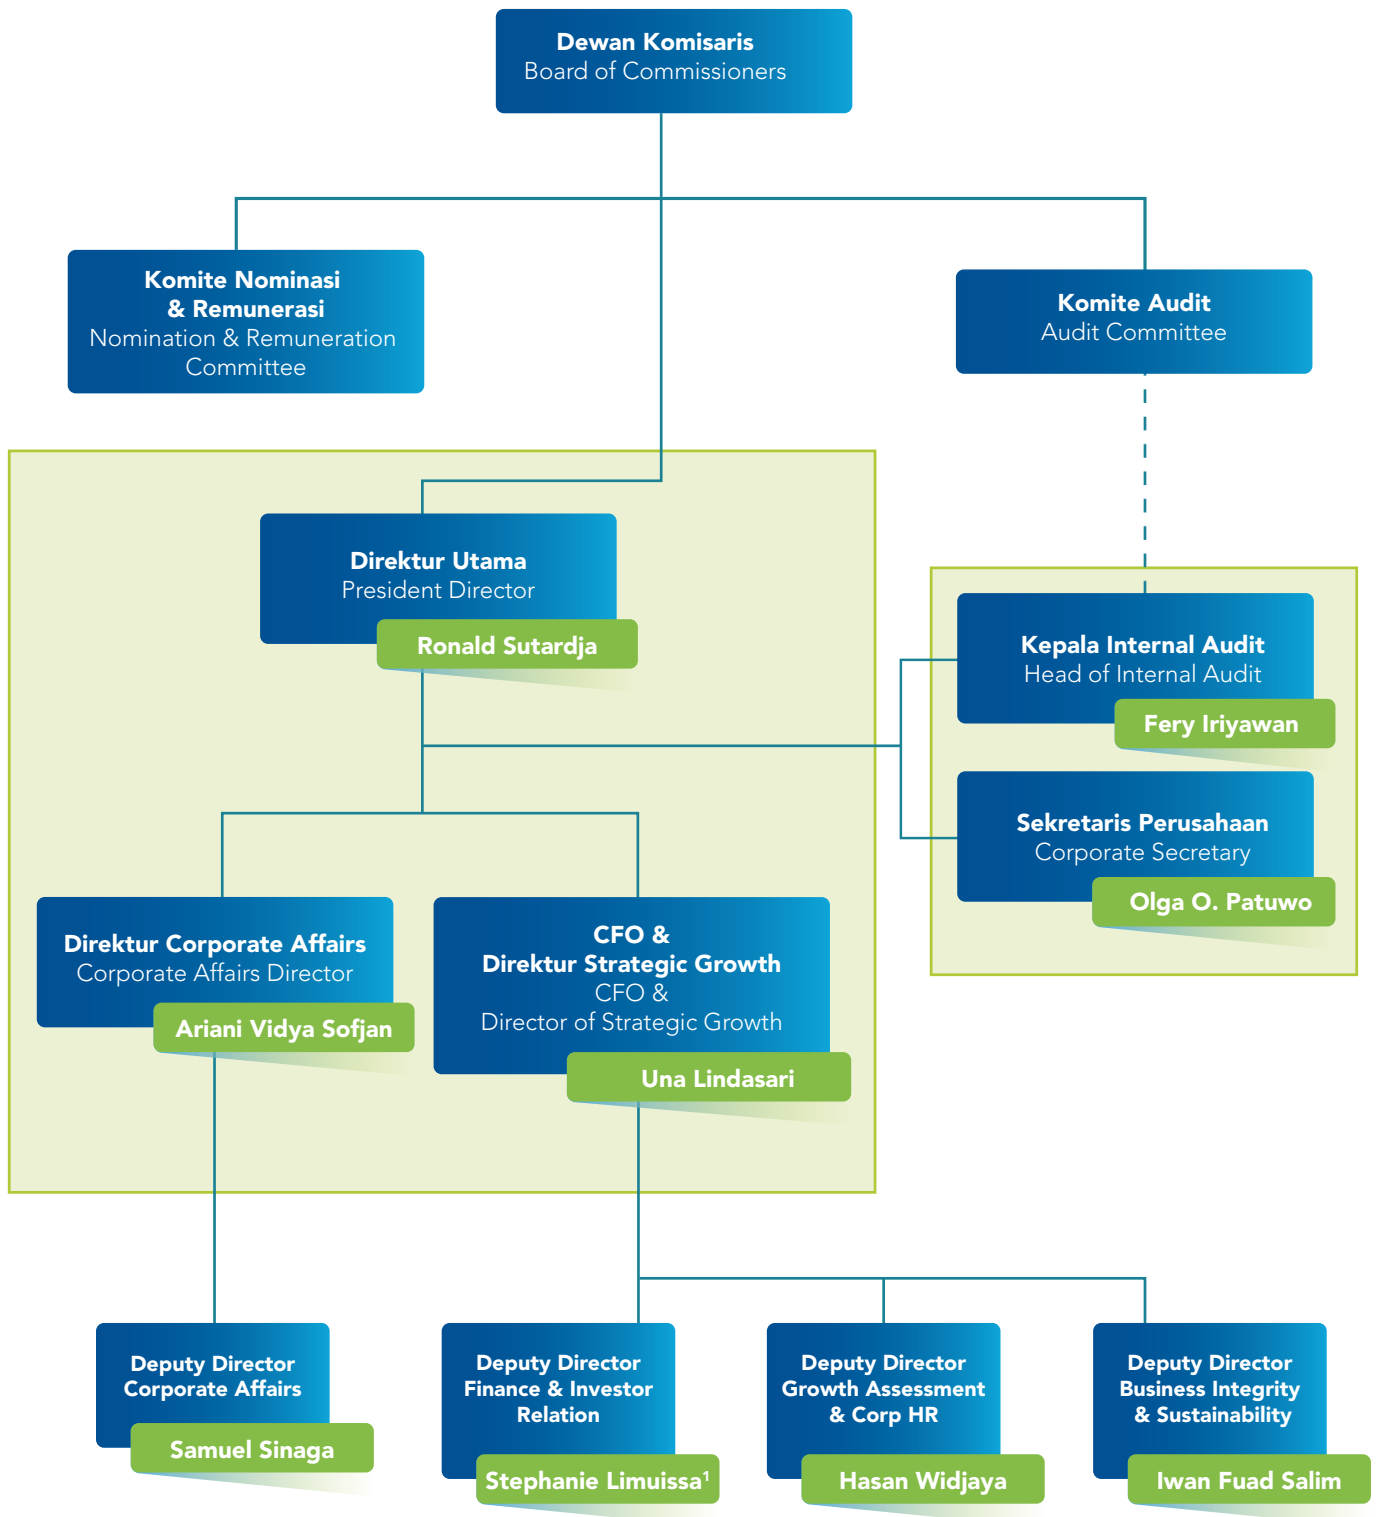 Dewan Komisaris
Board of Commissioners
Komite Nominasi
& Remunerasi
Nomination & Remuneration
Committee
Komite Audit
Audit Committee
Direktur Utama
President Director
Ronald Sutardja
Kepala Internal Audit
Head of Internal Audit
Fery Iriyawan
Sekretaris Perusahaan
Corporate Secretary
Olga O. Patuwo
Direktur Corporate Affairs
Corporate Affairs Director
Ariani Vidya Sofjan
CFO &
Direktur Strategic Growth
CFO &
Director of Strategic Growth
Una Lindasari
Deputy Director
Corporate Affairs
Samuel Sinaga
Deputy Director
Finance & Investor
Relation
Stephanie Limuissa¹
Deputy Director
Growth Assessment
& Corp HR
Hasan Widjaya
Deputy Director
Business Integrity
& Sustainability
Iwan Fuad Salim